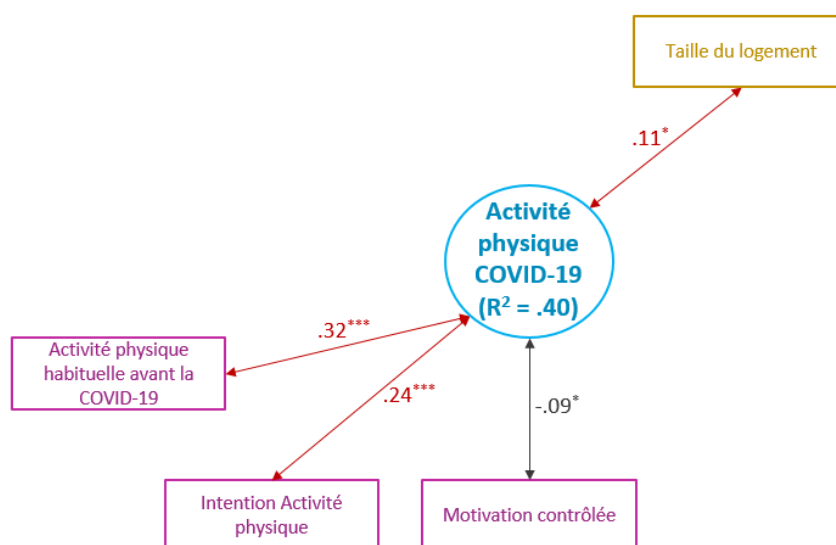 Taille du logement
.11*
Activité
physique
COVID-19
(R² = .40)
.32***
Activité physique
habituelle avant la
COVID-19
.24***
-.09*
Intention Activité
physique
Motivation contrôlée